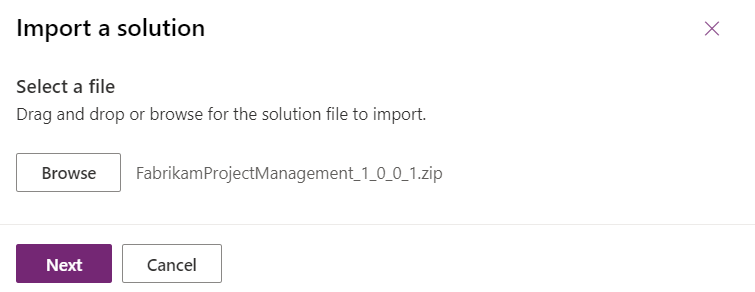 Import a solution
Select a file
Drag and drop or browse for the solution file to import.
Browse FabrikamProjectManagement_1_0_0_1.zip
Next Cancel